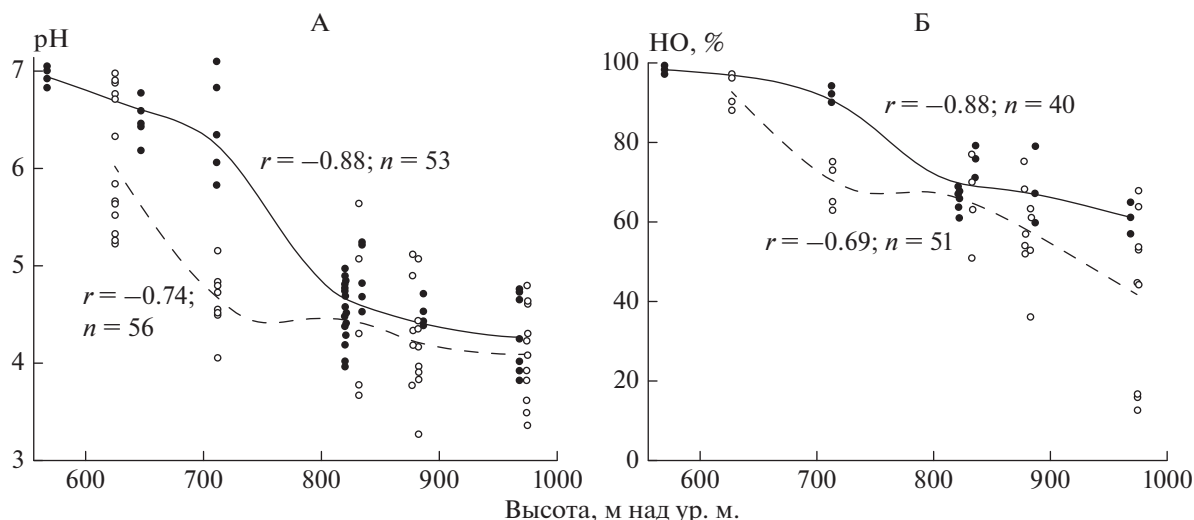 А
pH
7
6
5
4
3
600
700
800
900
1000
r = −0.88; n = 53
r = −0.74;
n = 56
Б
НО, %
100
80
60
40
20
0
600
700
800
900
1000
r = −0.88; n = 40
r = −0.69; n = 51
Высота, м над ур. м.